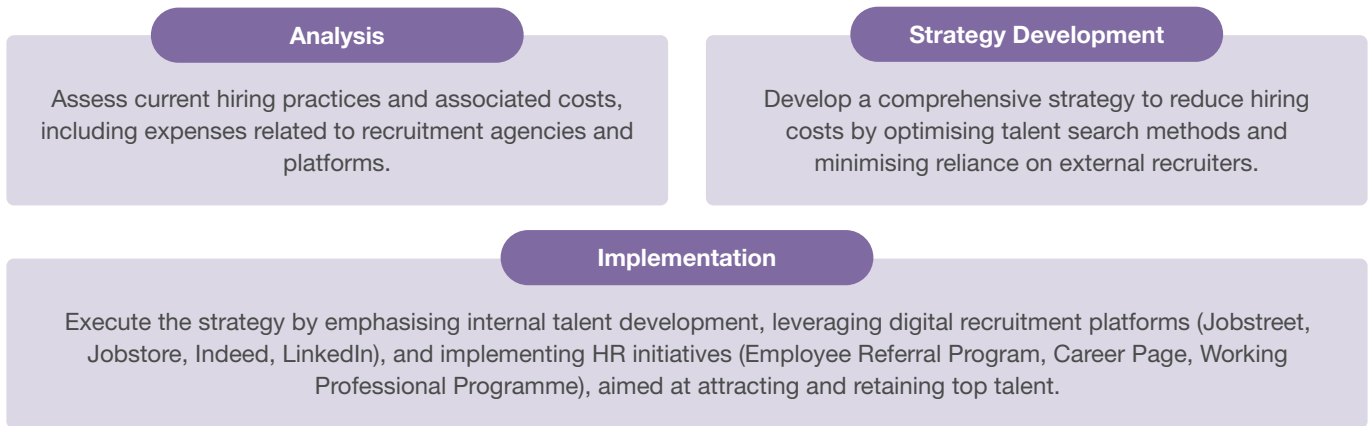 Analysis
Assess current hiring practices and associated costs,
including expenses related to recruitment agencies and
platforms.
Strategy Development
Develop a comprehensive strategy to reduce hiring
costs by optimising talent search methods and
minimising reliance on external recruiters.
Implementation
Execute the strategy by emphasising internal talent development, leveraging digital recruitment platforms (Jobstreet,
Jobstore, Indeed, LinkedIn), and implementing HR initiatives (Employee Referral Program, Career Page, Working
Professional Programme), aimed at attracting and retaining top talent.